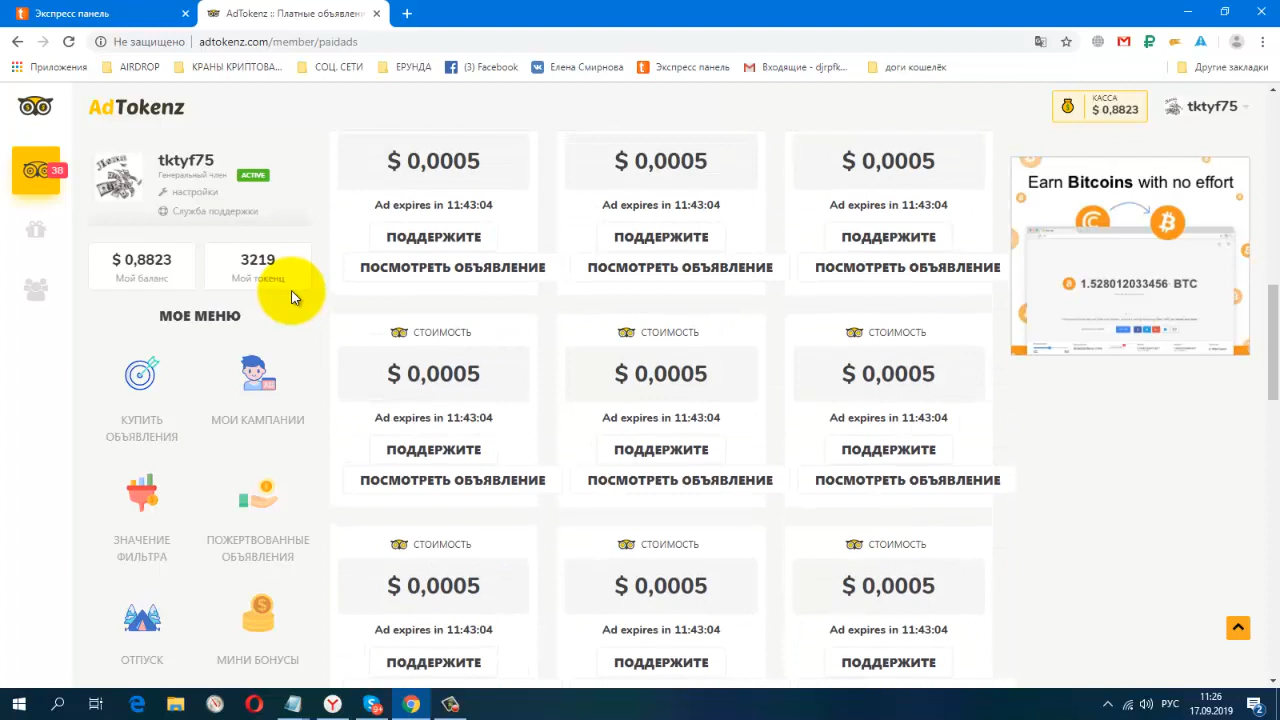 Экспресс панель
AdTokenz :: Платные объявлени
Не защищено | adtokenz.com/member/paidads
Приложения
AIRDROP
КРАНЫ КРИПТОВА...
СОЦ. СЕТИ
ЕРУНДА
(3) Facebook
Елена Смирнова
Экспресс панель
Входящие - djrpfk...
доги кошелёк
Другие закладки
AdTokenz
КАССА
$ 0,8823
tktyf75
38
tktyf75
Генеральный член
ACTIVE
настройки
Служба поддержки
$ 0,8823
Мой баланс
3219
Мой токенц
МОЕ МЕНЮ
КУПИТЬ
ОБЪЯВЛЕНИЯ
МОИ КАМПАНИИ
ЗНАЧЕНИЕ
ФИЛЬТРА
ПОЖЕРТВОВАННЫЕ
ОБЪЯВЛЕНИЯ
ОТПУСК
МИНИ БОНУСЫ
$ 0,0005 $ 0,0005 $ 0,0005
Ad expires in 11:43:04 Ad expires in 11:43:04 Ad expires in 11:43:04
ПОДДЕРЖИТЕ ПОДДЕРЖИТЕ ПОДДЕРЖИТЕ
ПОСМОТРЕТЬ ОБЪЯВЛЕНИЕ ПОСМОТРЕТЬ ОБЪЯВЛЕНИЕ ПОСМОТРЕТЬ ОБЪЯВЛЕНИЕ
СТОИМОСТЬ СТОИМОСТЬ СТОИМОСТЬ
$ 0,0005 $ 0,0005 $ 0,0005
Ad expires in 11:43:04 Ad expires in 11:43:04 Ad expires in 11:43:04
ПОДДЕРЖИТЕ ПОДДЕРЖИТЕ ПОДДЕРЖИТЕ
ПОСМОТРЕТЬ ОБЪЯВЛЕНИЕ ПОСМОТРЕТЬ ОБЪЯВЛЕНИЕ ПОСМОТРЕТЬ ОБЪЯВЛЕНИЕ
СТОИМОСТЬ СТОИМОСТЬ СТОИМОСТЬ
$ 0,0005 $ 0,0005 $ 0,0005
Ad expires in 11:43:04 Ad expires in 11:43:04 Ad expires in 11:43:04
ПОДДЕРЖИТЕ ПОДДЕРЖИТЕ ПОДДЕРЖИТЕ
Earn Bitcoins with no effort
1.528012033456 BTC
РУС
11:26
17.09.2019
2